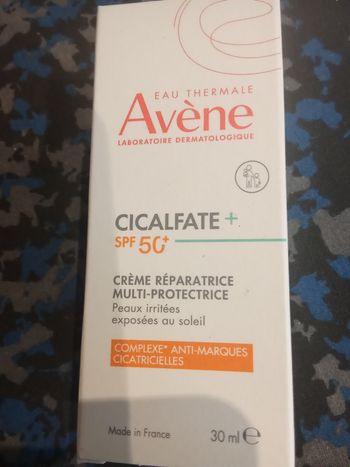 EAU THERMALE
Avène
LABORATOIRE DERMATOLOGIQUE
CICALFATE+
SPF 50+
CRÈME RÉPARATRICE
MULTI-PROTECTRICE
Peaux irritées
exposées au soleil
COMPLEXE* ANTI-MARQUES
CICATRICIELLES
Made in France
30 ml ℮